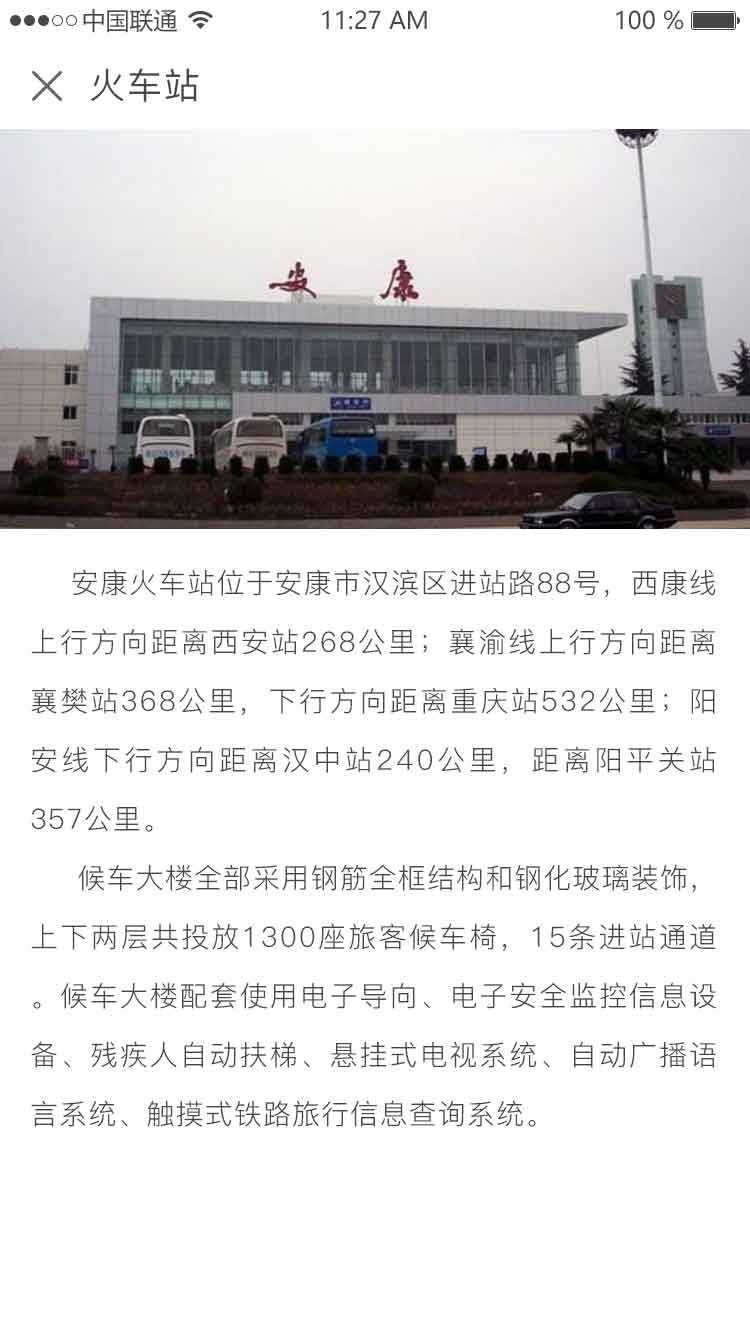 中国联通
11:27 AM
100 %
火车站
安康
安康火车站位于安康市汉滨区进站路88号，西康线
上行方向距离西安站268公里；襄渝线上行方向距离
襄樊站368公里，下行方向距离重庆站532公里；阳
安线下行方向距离汉中站240公里，距离阳平关站
357公里。
候车大楼全部采用钢筋全框结构和钢化玻璃装饰，
上下两层共投放1300座旅客候车椅，15条进站通道
。候车大楼配套使用电子导向、电子安全监控信息设
备、残疾人自动扶梯、悬挂式电视系统、自动广播语
言系统、触摸式铁路旅行信息查询系统。